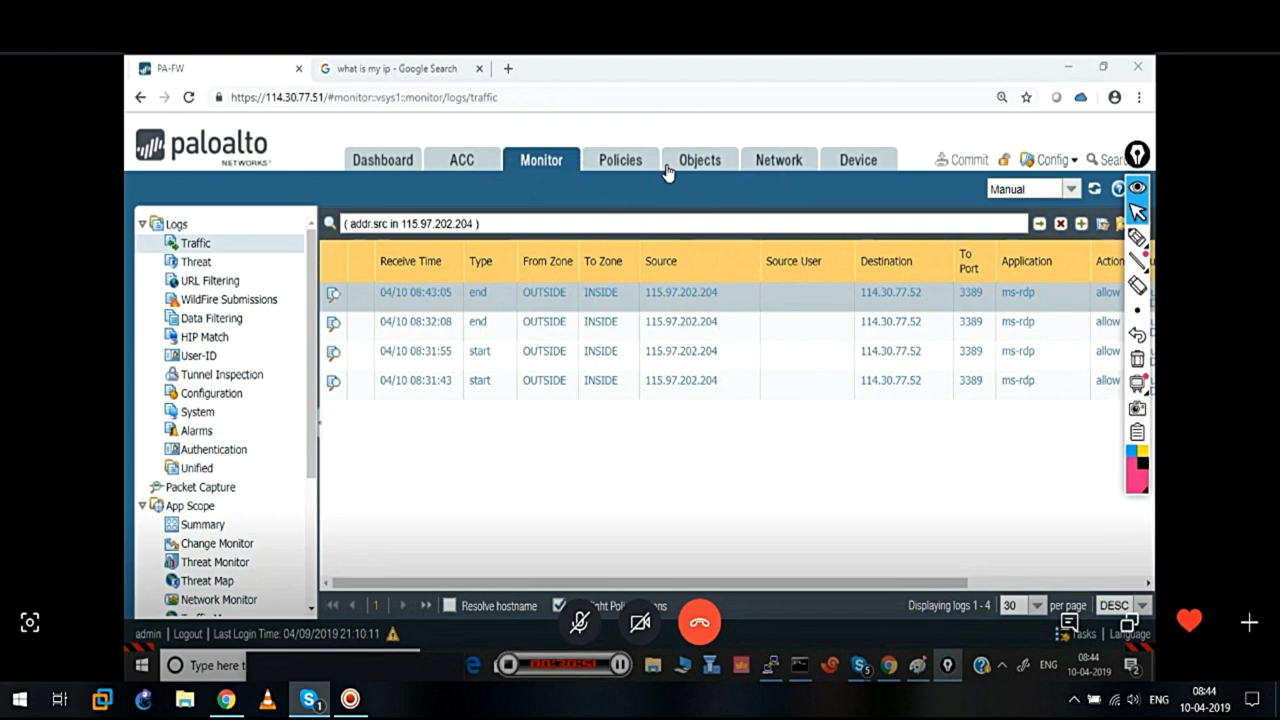 PA-FW
what is my ip - Google Search
https://114.30.77.51/#monitor::vsys1::monitor/logs/traffic
paloalto
NETWORKS
Dashboard ACC Monitor Policies Objects Network Device Commit Config
Manual
( addr.src in 115.97.202.204 )
Logs
Traffic
Threat
URL Filtering
WildFire Submissions
Data Filtering
HIP Match
User-ID
Tunnel Inspection
Configuration
System
Alarms
Authentication
Unified
Packet Capture
App Scope
Summary
Change Monitor
Threat Monitor
Threat Map
Network Monitor
Receive Time Type From Zone To Zone Source Source User Destination To Port Application Action
04/10 08:43:05 end OUTSIDE INSIDE 115.97.202.204 114.30.77.52 3389 ms-rdp allow
04/10 08:32:08 end OUTSIDE INSIDE 115.97.202.204 114.30.77.52 3389 ms-rdp allow
04/10 08:31:55 start OUTSIDE INSIDE 115.97.202.204 114.30.77.52 3389 ms-rdp allow
04/10 08:31:43 start OUTSIDE INSIDE 115.97.202.204 114.30.77.52 3389 ms-rdp allow
1 Resolve hostname Displaying logs 1 - 4 30 per page DESC
admin | Logout | Last Login Time: 04/09/2019 21:10:11 Language
Type here t
ENG
08:44
10-04-2019
ENG
08:44
10-04-2019